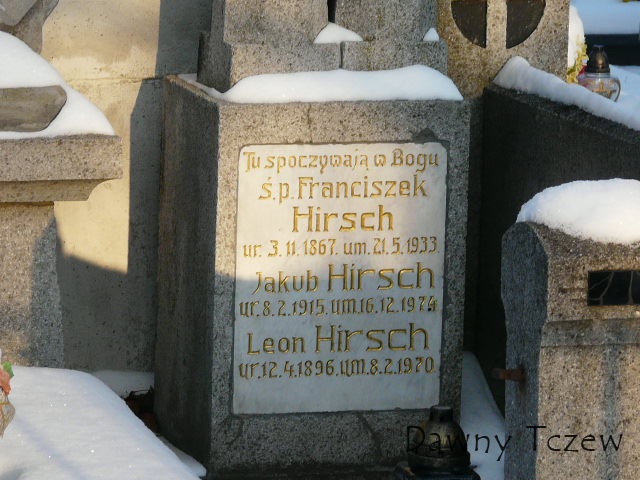 Tu spoczywają w Bogu
ś.p. Franciszek
Hirsch
ur. 3.11.1867. um. 21.5.1933.
Jakub Hirsch
ur. 8.2.1915. um. 16.12.1974
Leon Hirsch
ur. 12.4.1896. um. 8.2.1970.
Dawny Tczew